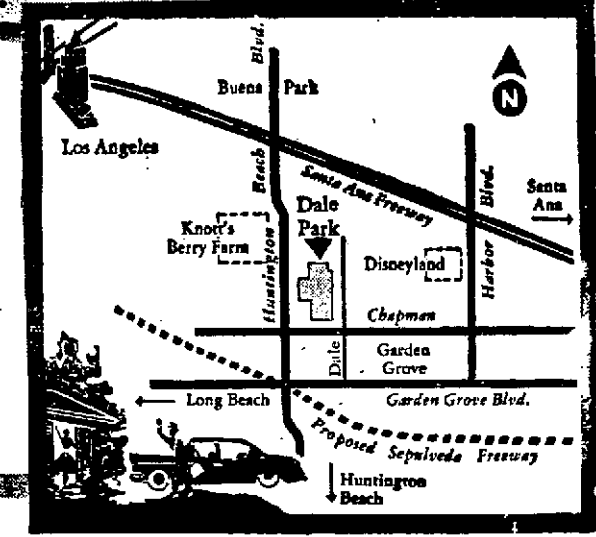 Blvd.
Buena Park
N
Los Angeles
Beach
Santa Ana Freeway
Blvd.
Santa
Ana
Dale
Park
Knott's
Berry Farm
Huntington
Disneyland
Harbor
Chapman
Dale
Garden
Grove
Long Beach
Garden Grove Blvd.
Proposed Sepulveda Freeway
Huntington
Beach